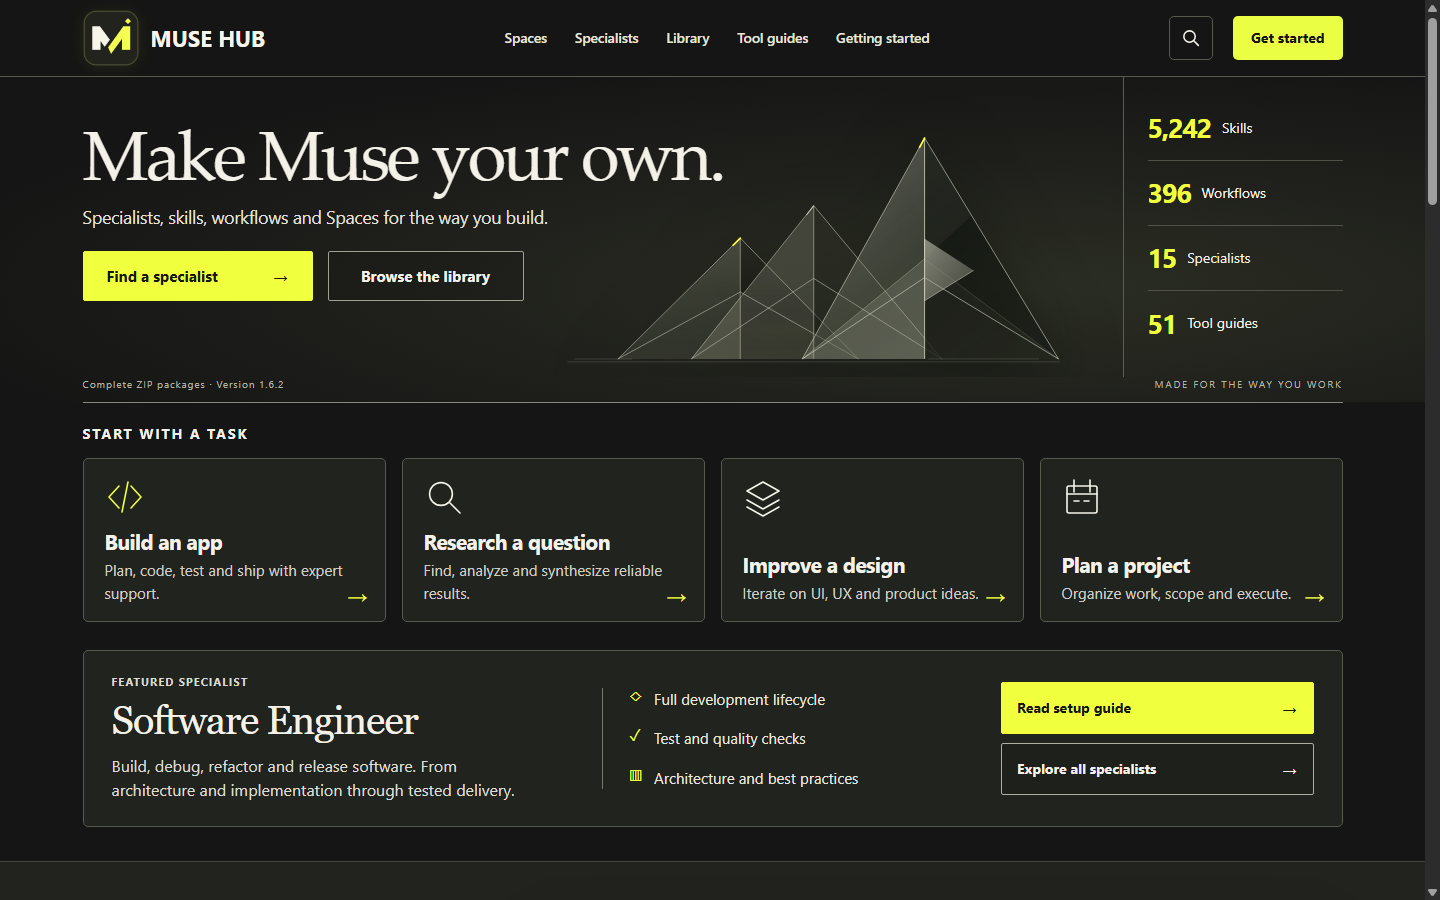 MUSE HUB
Spaces
Specialists
Library
Tool guides
Getting started
Get started
Make Muse your own.
Specialists, skills, workflows and Spaces for the way you build.
Find a specialist →
Browse the library
5,242 Skills
396 Workflows
15 Specialists
51 Tool guides
Complete ZIP packages · Version 1.6.2
MADE FOR THE WAY YOU WORK
START WITH A TASK
Build an app
Plan, code, test and ship with expert
support. →
Research a question
Find, analyze and synthesize reliable
results. →
Improve a design
Iterate on UI, UX and product ideas. →
Plan a project
Organize work, scope and execute. →
FEATURED SPECIALIST
Software Engineer
Build, debug, refactor and release software. From
architecture and implementation through tested delivery.
Full development lifecycle
Test and quality checks
Architecture and best practices
Read setup guide →
Explore all specialists →